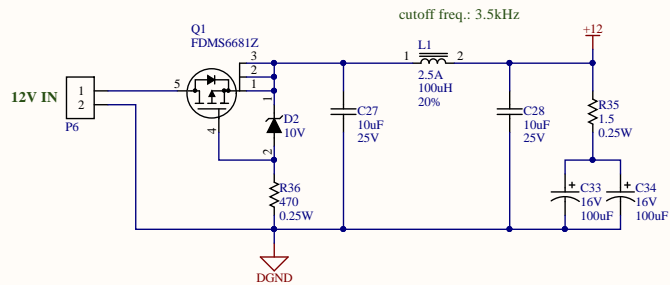 cutoff freq.: 3.5kHz
Q1
FDMS6681Z
+12
L1
3
2
1
5
4
1
2
2.5A
100uH
20%
12V IN
1
2
P6
1
2
D2
10V
C27
10uF
25V
C28
10uF
25V
R35
1.5
0.25W
R36
470
0.25W
C33
16V
100uF
C34
16V
100uF
DGND